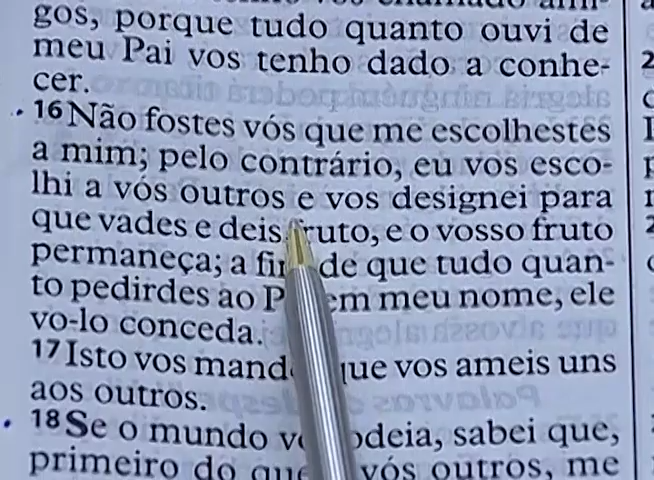 gos, porque tudo quanto ouvi de
meu Pai vos tenho dado a conhe-
cer.
16 Não fostes vós que me escolhestes
a mim; pelo contrário, eu vos esco-
lhi a vós outros e vos designei para
que vades e deis fruto, e o vosso fruto
permaneça; a fim de que tudo quan-
to pedirdes ao Pai em meu nome, ele
vo-lo conceda.
17 Isto vos mando: que vos ameis uns
aos outros.
18 Se o mundo vos odeia, sabei que,
primeiro do que vós outros, me